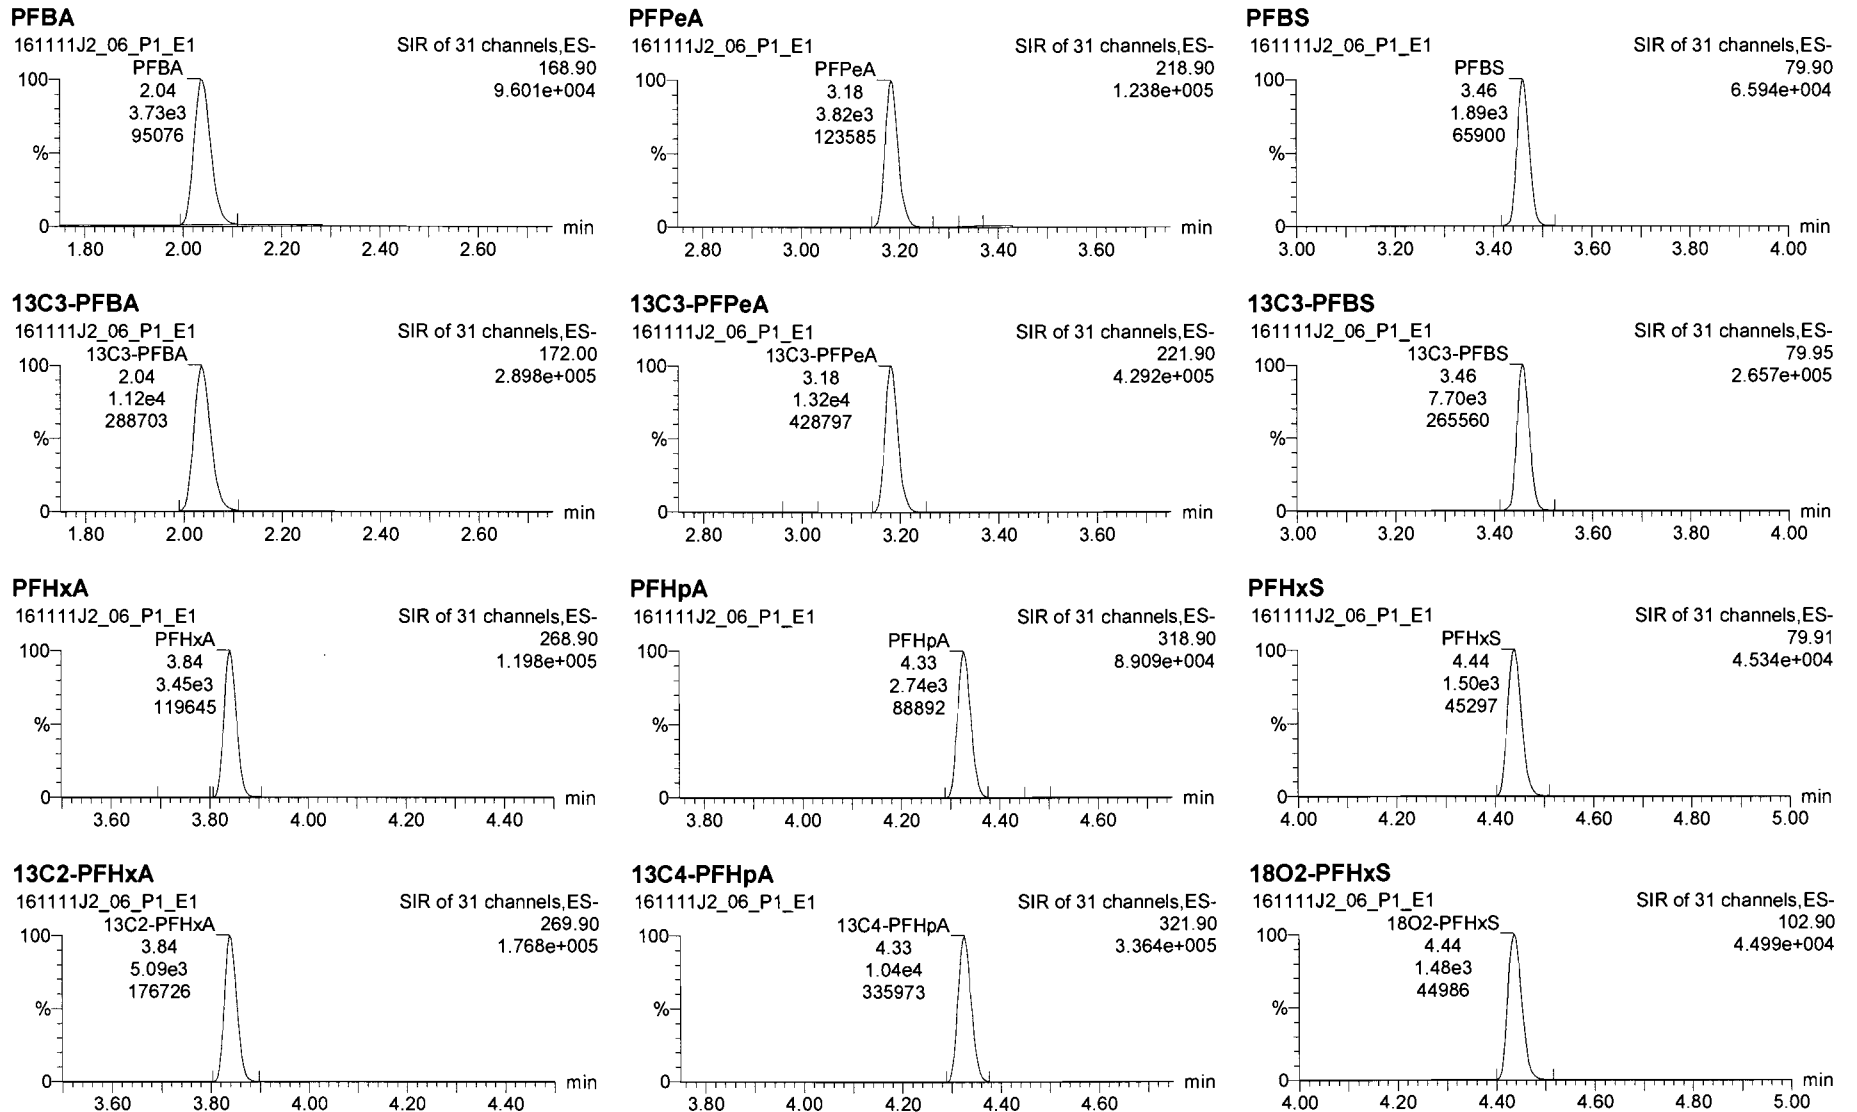 PFBA
161111J2_06_P1_E1
SIR of 31 channels,ES-
PFBA
168.90
2.04
9.601e+004
3.73e3
95076
100
%
0
min
1.80 2.00 2.20 2.40 2.60
PFPeA
161111J2_06_P1_E1
SIR of 31 channels,ES-
PFPeA
218.90
3.18
1.238e+005
3.82e3
123585
100
%
0
min
2.80 3.00 3.20 3.40 3.60
PFBS
161111J2_06_P1_E1
SIR of 31 channels,ES-
PFBS
79.90
3.46
6.594e+004
1.89e3
65900
100
%
0
min
3.00 3.20 3.40 3.60 3.80 4.00
13C3-PFBA
161111J2_06_P1_E1
SIR of 31 channels,ES-
13C3-PFBA
172.00
2.04
2.898e+005
1.12e4
288703
100
%
0
min
1.80 2.00 2.20 2.40 2.60
13C3-PFPeA
161111J2_06_P1_E1
SIR of 31 channels,ES-
13C3-PFPeA
221.90
3.18
4.292e+005
1.32e4
428797
100
%
0
min
2.80 3.00 3.20 3.40 3.60
13C3-PFBS
161111J2_06_P1_E1
SIR of 31 channels,ES-
13C3-PFBS
79.95
3.46
2.657e+005
7.70e3
265560
100
%
0
min
3.00 3.20 3.40 3.60 3.80 4.00
PFHxA
161111J2_06_P1_E1
SIR of 31 channels,ES-
PFHxA
268.90
3.84
1.198e+005
3.45e3
119645
100
%
0
min
3.60 3.80 4.00 4.20 4.40
PFHpA
161111J2_06_P1_E1
SIR of 31 channels,ES-
PFHpA
318.90
4.33
8.909e+004
2.74e3
88892
100
%
0
min
3.80 4.00 4.20 4.40 4.60
PFHxS
161111J2_06_P1_E1
SIR of 31 channels,ES-
PFHxS
79.91
4.44
4.534e+004
1.50e3
45297
100
%
0
min
4.00 4.20 4.40 4.60 4.80 5.00
13C2-PFHxA
161111J2_06_P1_E1
SIR of 31 channels,ES-
13C2-PFHxA
269.90
3.84
1.768e+005
5.09e3
176726
100
%
0
min
3.60 3.80 4.00 4.20 4.40
13C4-PFHpA
161111J2_06_P1_E1
SIR of 31 channels,ES-
13C4-PFHpA
321.90
4.33
3.364e+005
1.04e4
335973
100
%
0
min
3.80 4.00 4.20 4.40 4.60
18O2-PFHxS
161111J2_06_P1_E1
SIR of 31 channels,ES-
18O2-PFHxS
102.90
4.44
4.499e+004
1.48e3
44986
100
%
0
min
4.00 4.20 4.40 4.60 4.80 5.00